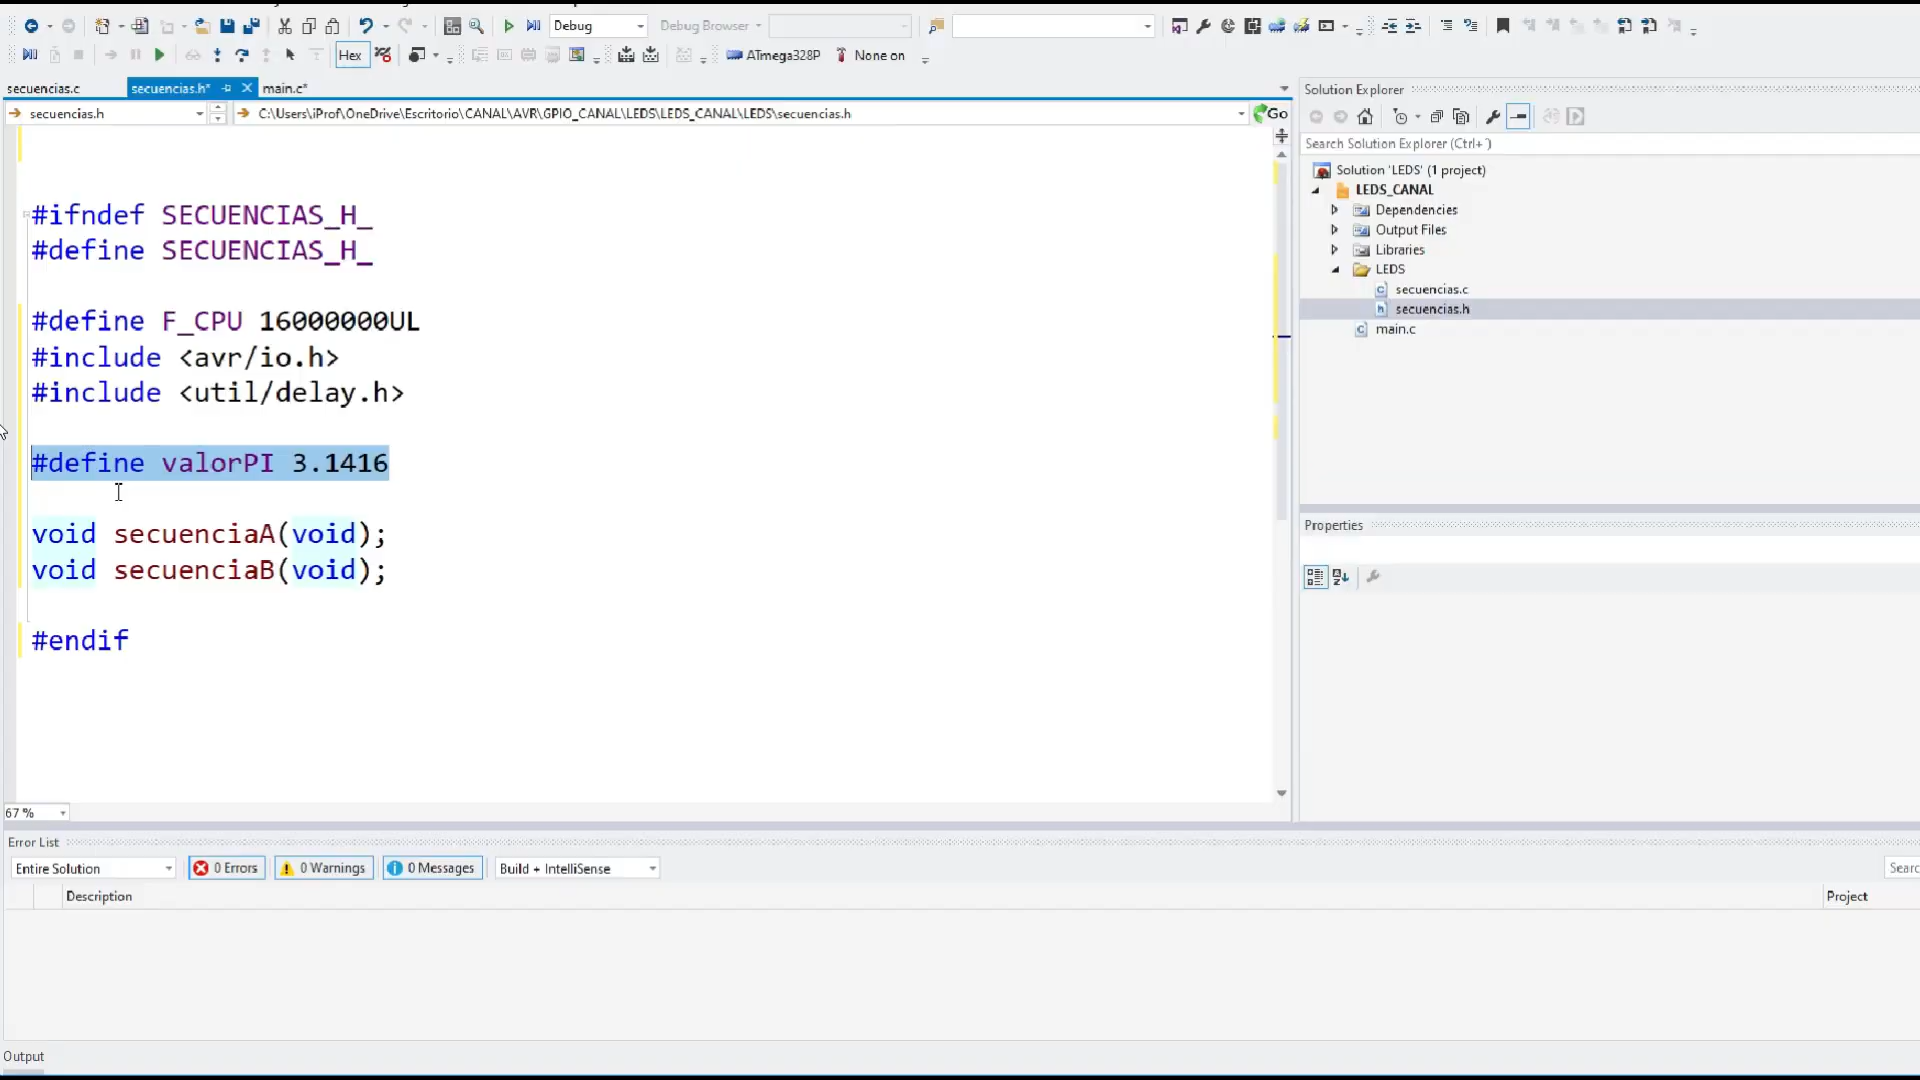 Debug
Debug Browser
Hex
ATmega328P
None on
secuencias.c
secuencias.h*
main.c*
secuencias.h
C:\Users\iProf\OneDrive\Escritorio\CANAL\AVR\GPIO_CANAL\LEDS\LEDS_CANAL\LEDS\secuencias.h
Go
#ifndef SECUENCIAS_H_
#define SECUENCIAS_H_
#define F_CPU 16000000UL
#include <avr/io.h>
#include <util/delay.h>
#define valorPI 3.1416
void secuenciaA(void);
void secuenciaB(void);
#endif
67 %
Solution Explorer
Search Solution Explorer (Ctrl+ )
Solution 'LEDS' (1 project)
LEDS_CANAL
Dependencies
Output Files
Libraries
LEDS
secuencias.c
secuencias.h
main.c
Properties
Error List
Entire Solution
0 Errors
0 Warnings
0 Messages
Build + IntelliSense
Searc
Description
Project
Output